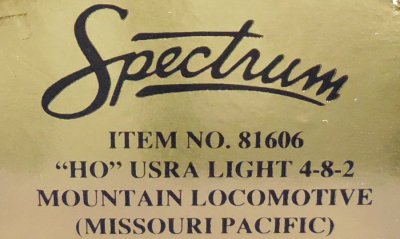 Spectrum
ITEM NO. 81606
“HO” USRA LIGHT 4-8-2
MOUNTAIN LOCOMOTIVE
(MISSOURI PACIFIC)